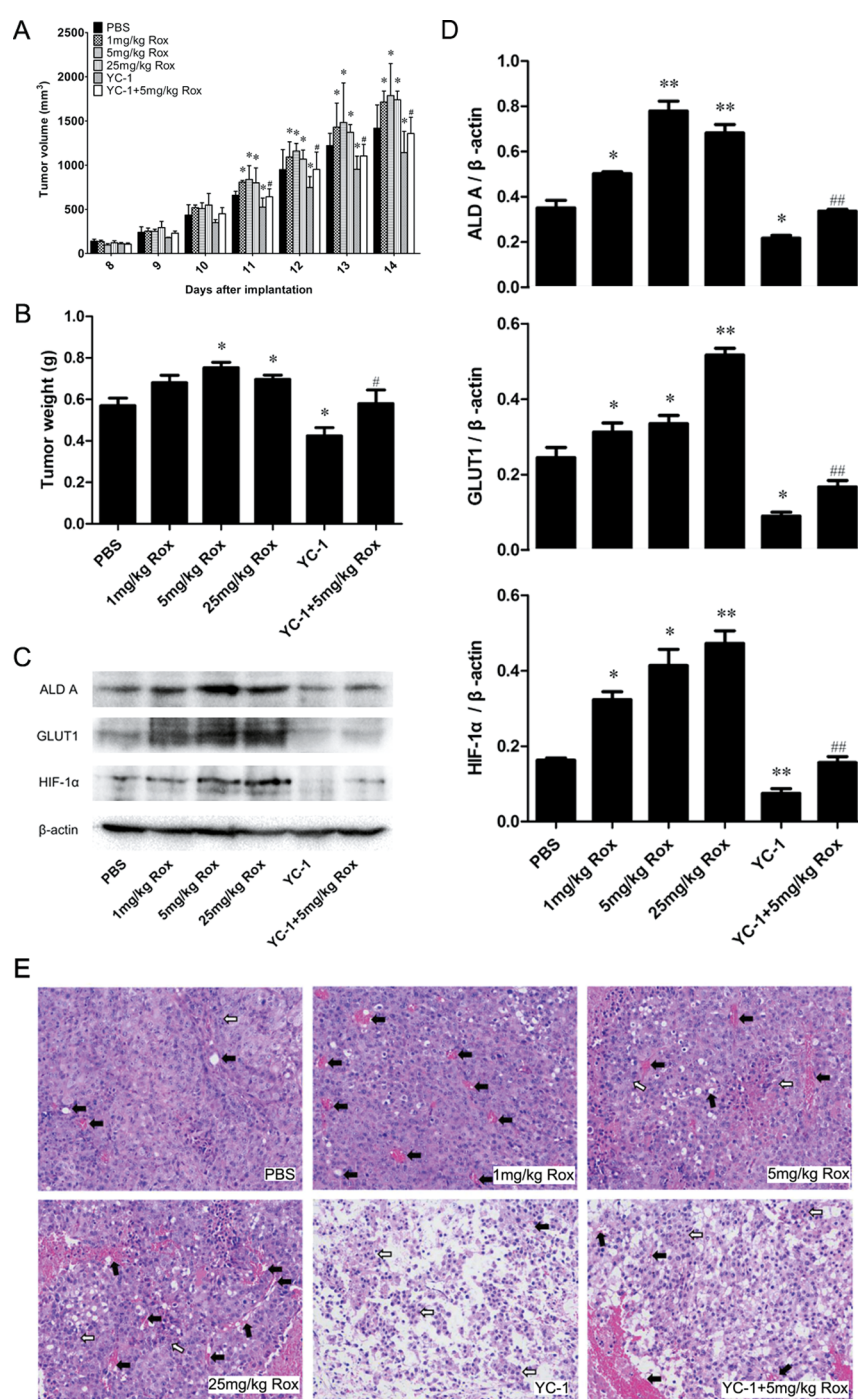 A
PBS
1mg/kg Rox
5mg/kg Rox
25mg/kg Rox
YC-1
YC-1+5mg/kg Rox
Tumor volume (mm³)
2500
2000
1500
1000
500
0
* * *
* #
* * *
* #
* * *
* #
* * *
* #
8 9 10 11 12 13 14
Days after implantation
B
Tumor weight (g)
1.0
0.8
0.6
0.4
0.2
0.0
* * * #
PBS 1mg/kg Rox 5mg/kg Rox 25mg/kg Rox YC-1 YC-1+5mg/kg Rox
C
ALD A
GLUT1
HIF-1α
β-actin
PBS 1mg/kg Rox 5mg/kg Rox 25mg/kg Rox YC-1 YC-1+5mg/kg Rox
D
ALD A / β -actin
1.0
0.8
0.6
0.4
0.2
0.0
* ** ** * ##
GLUT1 / β -actin
0.6
0.4
0.2
0.0
* * ** * ##
HIF-1α / β -actin
0.6
0.4
0.2
0.0
* * ** ** ##
PBS 1mg/kg Rox 5mg/kg Rox 25mg/kg Rox YC-1 YC-1+5mg/kg Rox
E
PBS 1mg/kg Rox 5mg/kg Rox
25mg/kg Rox YC-1 YC-1+5mg/kg Rox